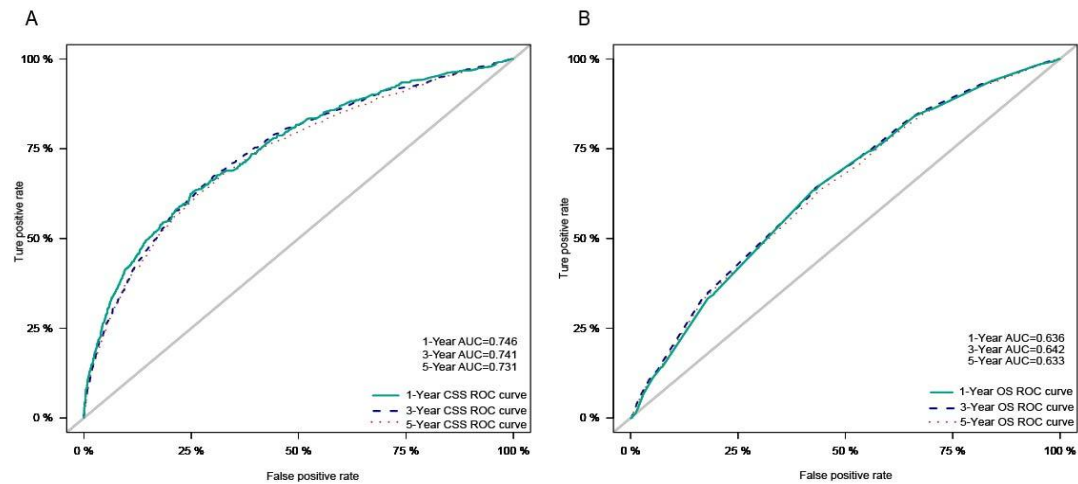 A
100 %
75 %
50 %
25 %
0 %
Ture positive rate
1-Year AUC=0.746
3-Year AUC=0.741
5-Year AUC=0.731
1-Year CSS ROC curve
3-Year CSS ROC curve
5-Year CSS ROC curve
0 %
25 %
50 %
75 %
100 %
False positive rate
B
100 %
75 %
50 %
25 %
0 %
Ture positive rate
1-Year AUC=0.636
3-Year AUC=0.642
5-Year AUC=0.633
1-Year OS ROC curve
3-Year OS ROC curve
5-Year OS ROC curve
0 %
25 %
50 %
75 %
100 %
False positive rate